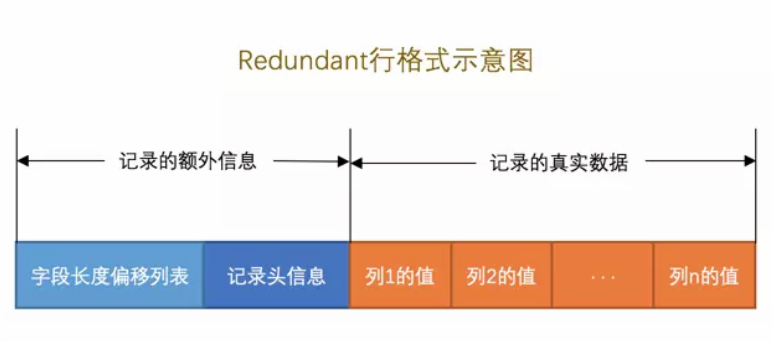 Redundant行格式示意图
记录的额外信息
记录的真实数据
字段长度偏移列表
记录头信息
列1的值
列2的值
...
列n的值